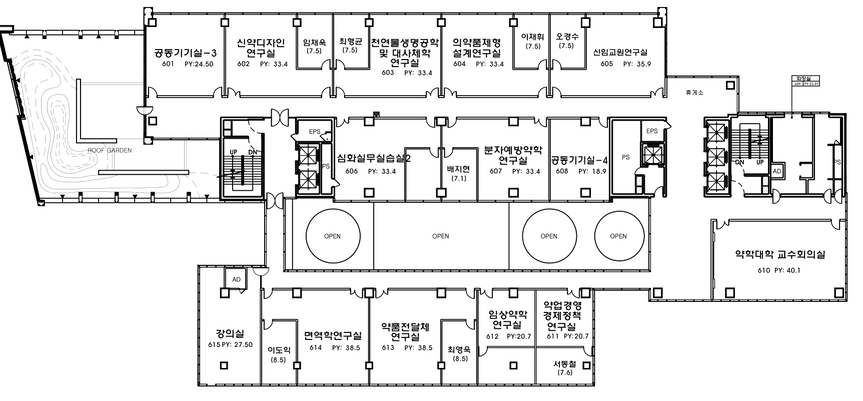 공동기기실-3
601 PY:24.50
신약디자인
연구실
602 PY: 33.4
임채욱
(7.5)
최형균
(7.5)
천연물생명공학
및 대사체학
연구실
603 PY: 33.4
의약품제형
설계연구실
604 PY: 33.4
이재휘
(7.5)
오경수
(7.5)
신임교원연구실
605 PY: 35.9
휴게소
ROOF GARDEN
UP DN
EPS
PS
심화실무실습실2
606 PY: 33.4
배지현
(7.1)
분자예방약학
연구실
607 PY: 33.4
공동기기실-4
608 PY: 18.9
PS
EPS
DN UP
AD
PS
OPEN
OPEN
OPEN
OPEN
약학대학 교수회의실
610 PY: 40.1
AD
강의실
615 PY: 27.50
이도익
(8.5)
면역학연구실
614 PY: 38.5
약품전달체
연구실
613 PY: 38.5
최영욱
(8.5)
임상약학
연구실
612 PY:20.7
약업경영
경제정책
연구실
611 PY:20.7
서동철
(7.6)